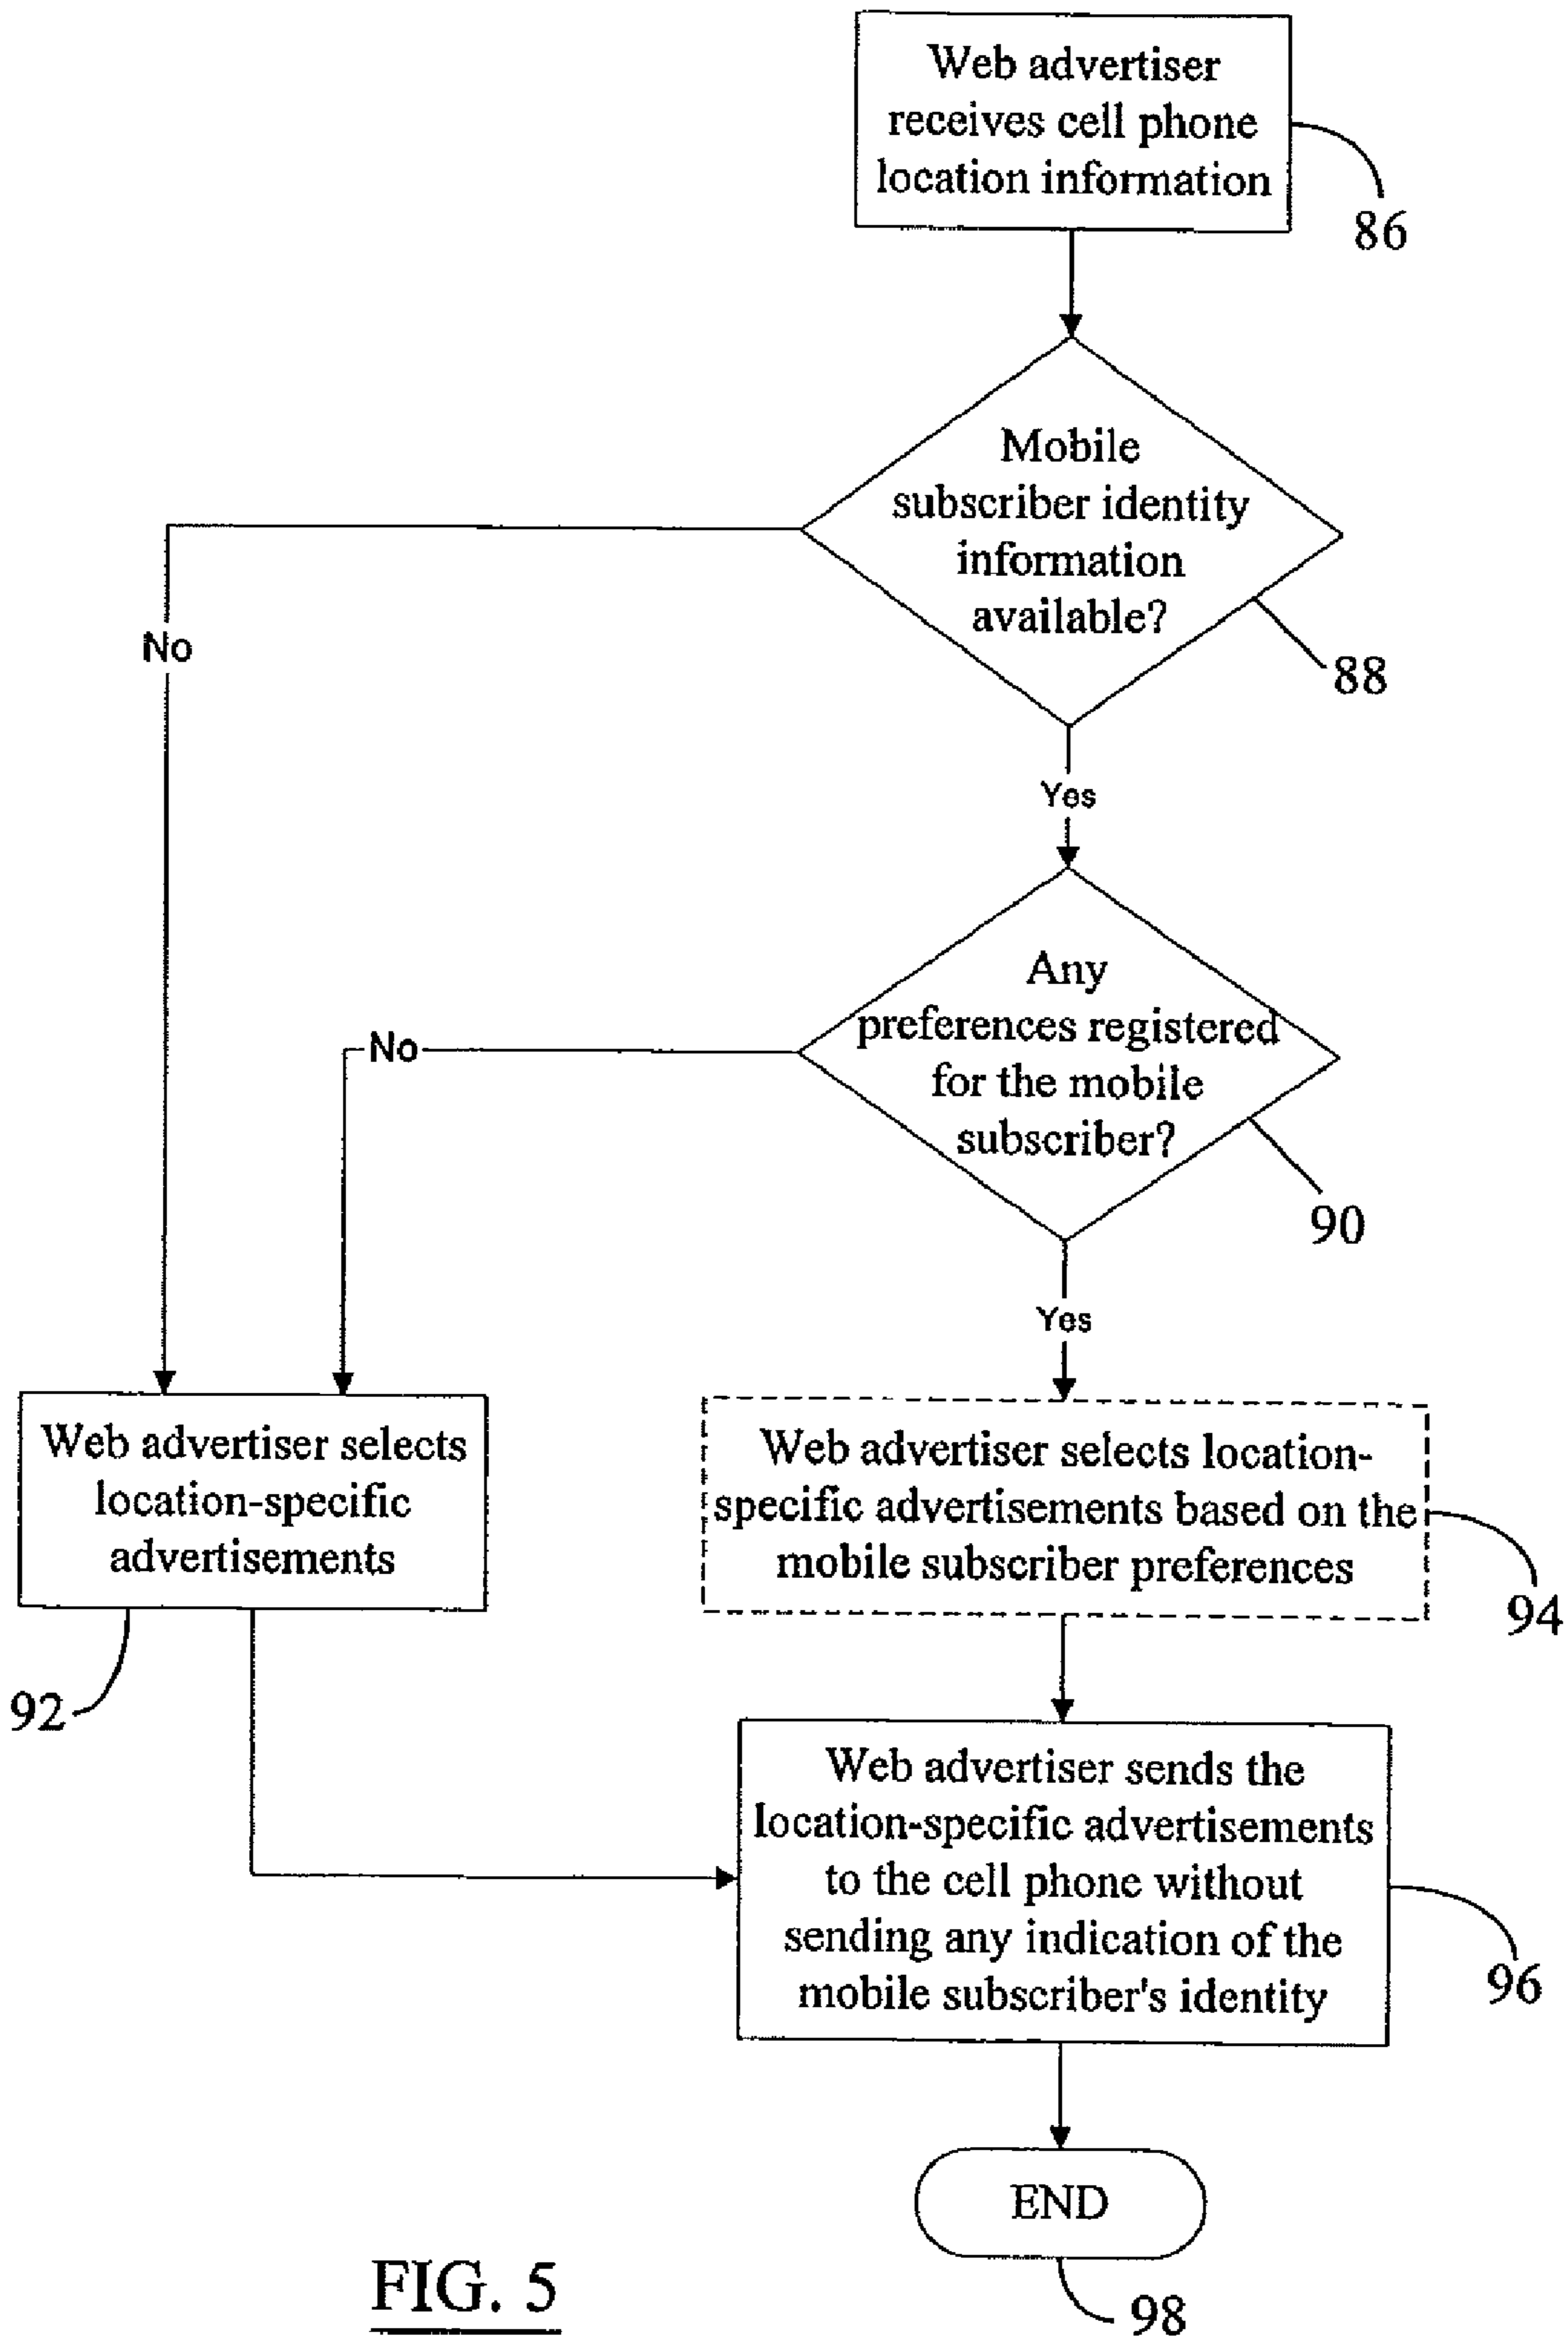 Web advertiser
receives cell phone
location information
86
Mobile
subscriber identity
information
available?
88
No
Yes
Any
preferences registered
for the mobile
subscriber?
90
No
Yes
Web advertiser selects
location-specific
advertisements
92
Web advertiser selects location-
specific advertisements based on the
mobile subscriber preferences
94
Web advertiser sends the
location-specific advertisements
to the cell phone without
sending any indication of the
mobile subscriber's identity
96
END
98
FIG. 5